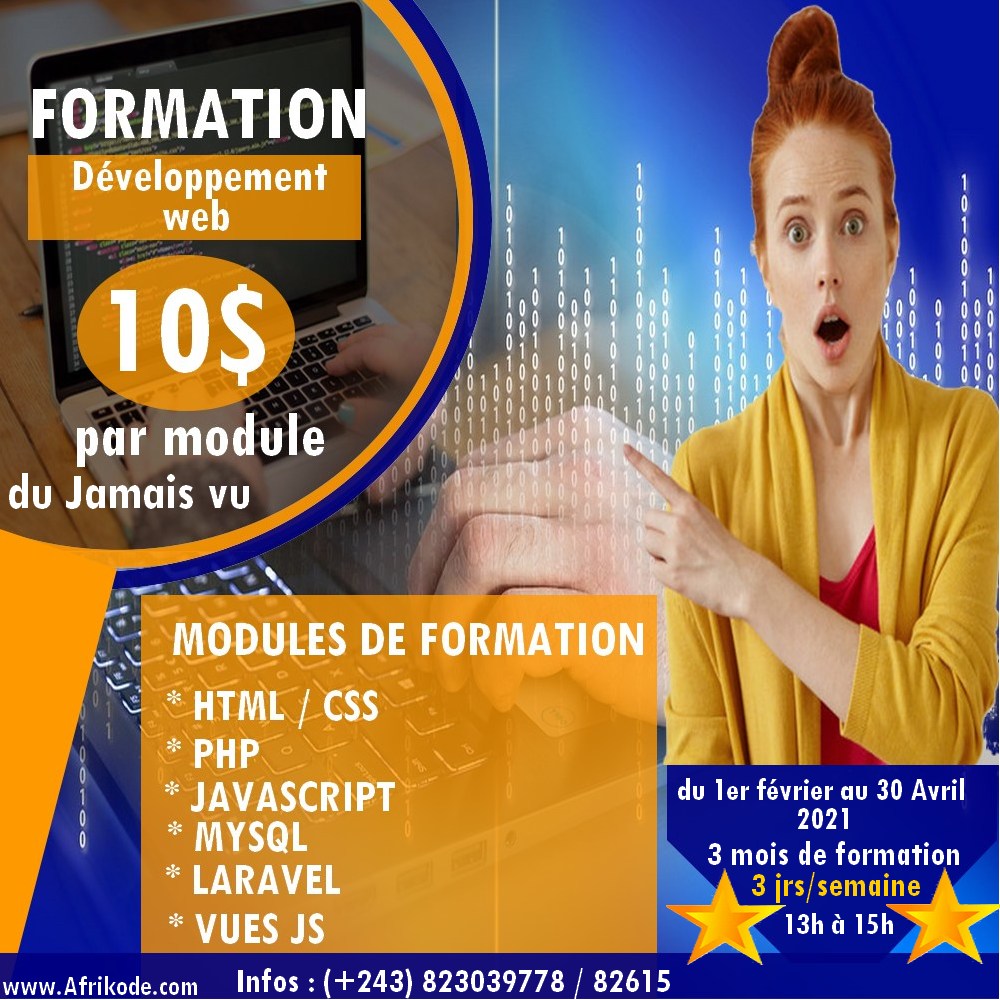 FORMATION
Développement
web
10$
par module
du Jamais vu
MODULES DE FORMATION
* HTML / CSS
* PHP
* JAVASCRIPT
* MYSQL
* LARAVEL
* VUES JS
du 1er février au 30 Avril
2021
3 mois de formation
3 jrs/semaine
13h à 15h
www.Afrikode.com
Infos : (+243) 823039778 / 82615